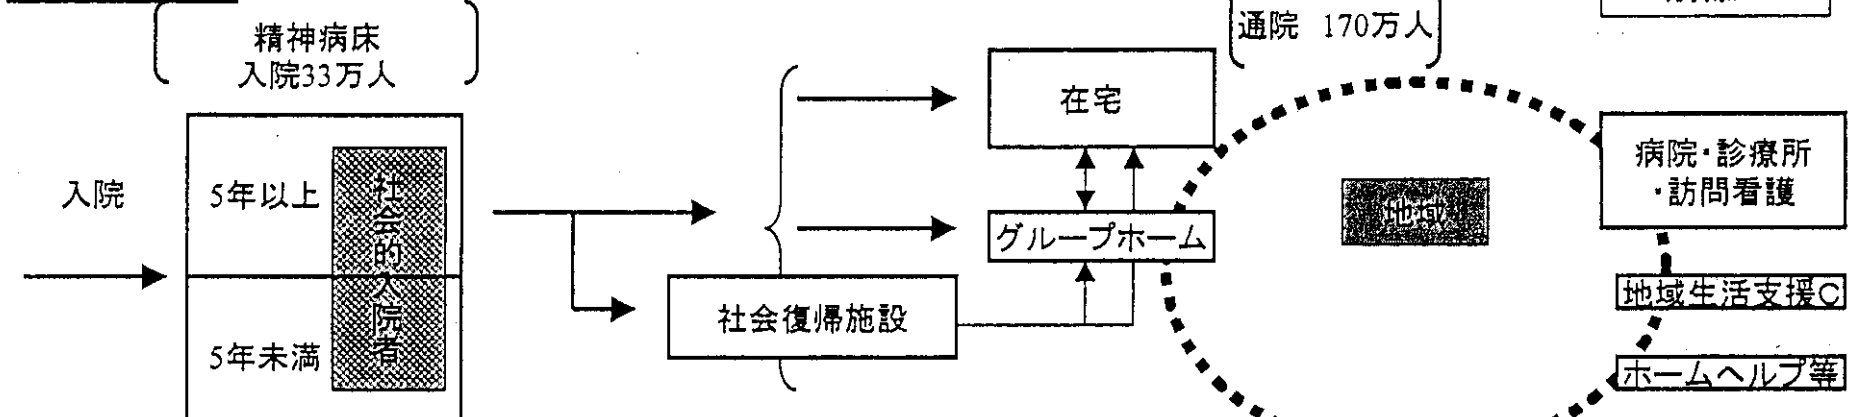 精神病床
入院33万人
通院 170万人
入院
5年以上
5年未満
社会的入院者
在宅
グループホーム
社会復帰施設
地域
病院・診療所
・訪問看護
地域生活支援C
ホームヘルプ等